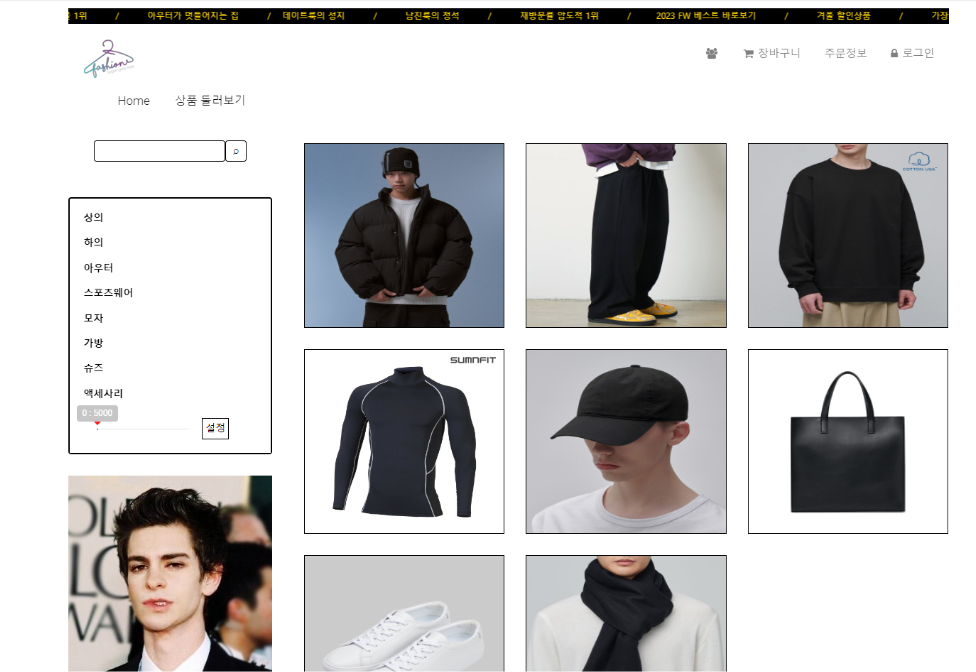 1위 / 아우터가 멋들어지는 집 / 데이트룩의 성지 / 남친룩의 정석 / 재방문률 압도적 1위 / 2023 FW 베스트 바로보기 / 겨울 할인상품 / 기장
fashion
장바구니 주문정보 로그인
Home 상품 둘러보기
상의
하의
아우터
스포츠웨어
모자
가방
슈즈
액세사리
0 : 5000
설정
COTTON USA
SUMNFIT